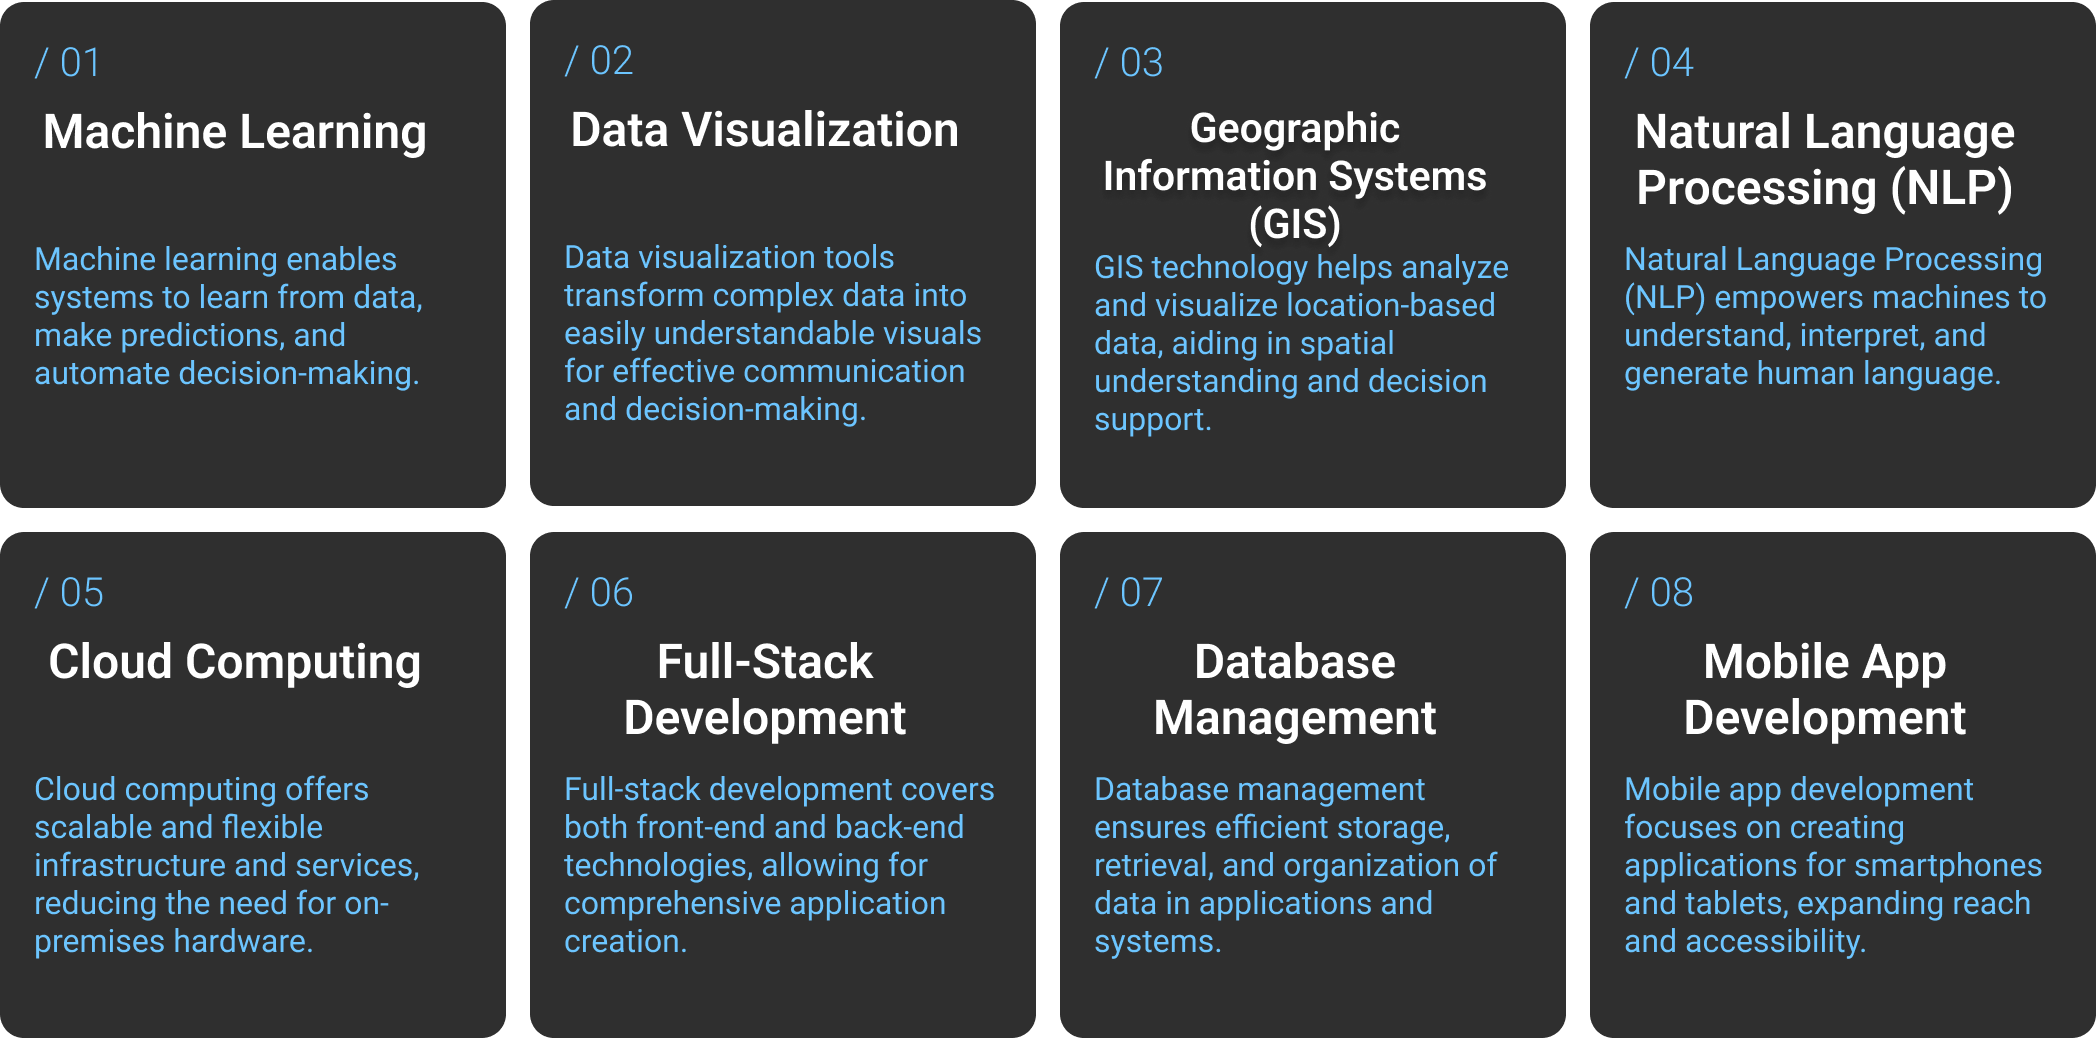 / 01
Machine Learning
Machine learning enables
systems to learn from data,
make predictions, and
automate decision-making.
/ 02
Data Visualization
Data visualization tools
transform complex data into
easily understandable visuals
for effective communication
and decision-making.
/ 03
Geographic
Information Systems
(GIS)
GIS technology helps analyze
and visualize location-based
data, aiding in spatial
understanding and decision
support.
/ 04
Natural Language
Processing (NLP)
Natural Language Processing
(NLP) empowers machines to
understand, interpret, and
generate human language.
/ 05
Cloud Computing
Cloud computing offers
scalable and flexible
infrastructure and services,
reducing the need for on-
premises hardware.
/ 06
Full-Stack
Development
Full-stack development covers
both front-end and back-end
technologies, allowing for
comprehensive application
creation.
/ 07
Database
Management
Database management
ensures efficient storage,
retrieval, and organization of
data in applications and
systems.
/ 08
Mobile App
Development
Mobile app development
focuses on creating
applications for smartphones
and tablets, expanding reach
and accessibility.